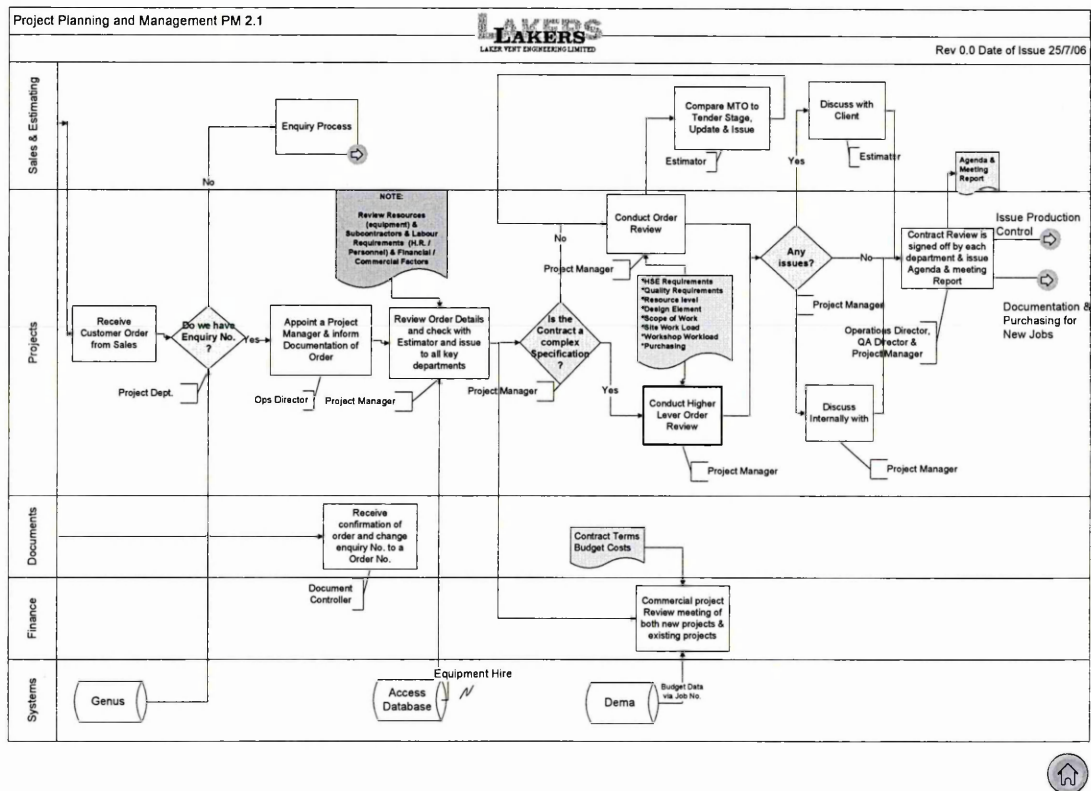 Project Planning and Management PM 2.1
LAKERS
LAKERS
LAKER VENT ENGINEERING LIMITED
Rev 0.0 Date of Issue 25/7/06
Sales & Estimating
Enquiry Process
No
Compare MTO to
Tender Stage,
Update & Issue
Estimator
Yes
Discuss with
Client
Estimator
Agenda &
Meeting
Report
Projects
NOTE:
Review Resources
(equipment) &
Subcontractors & Labour
Requirements (H.R. /
Personnel) & Financial /
Commercial Factors
Receive
Customer Order
from Sales
Do we have
Enquiry No.
?
Project Dept.
Yes
Appoint a Project
Manager & inform
Documentation of
Order
Ops Director
Review Order Details
and check with
Estimator and issue
to all key
departments
Project Manager
Is the
Contract a
complex
Specification
?
Project Manager
No
Yes
Conduct Order
Review
Project Manager
*HSE Requirements
*Quality Requirements
*Resource level
*Design Element
*Scope of Work
*Site Work Load
*Workshop Workload
*Purchasing
Conduct Higher
Lever Order
Review
Project Manager
Any
issues?
No
Project Manager
Discuss
Internally with
Project Manager
Contract Review is
signed off by each
department & issue
Agenda & meeting
Report
Operations Director,
QA Director &
Project Manager
Issue Production
Control
Documentation &
Purchasing for
New Jobs
Documents
Receive
confirmation of
order and change
enquiry No. to a
Order No.
Document
Controller
Contract Terms
Budget Costs
Finance
Commercial project
Review meeting of
both new projects &
existing projects
Systems
Genus
Access
Database
Equipment Hire
N
Dema
Budget Data
via Job No.